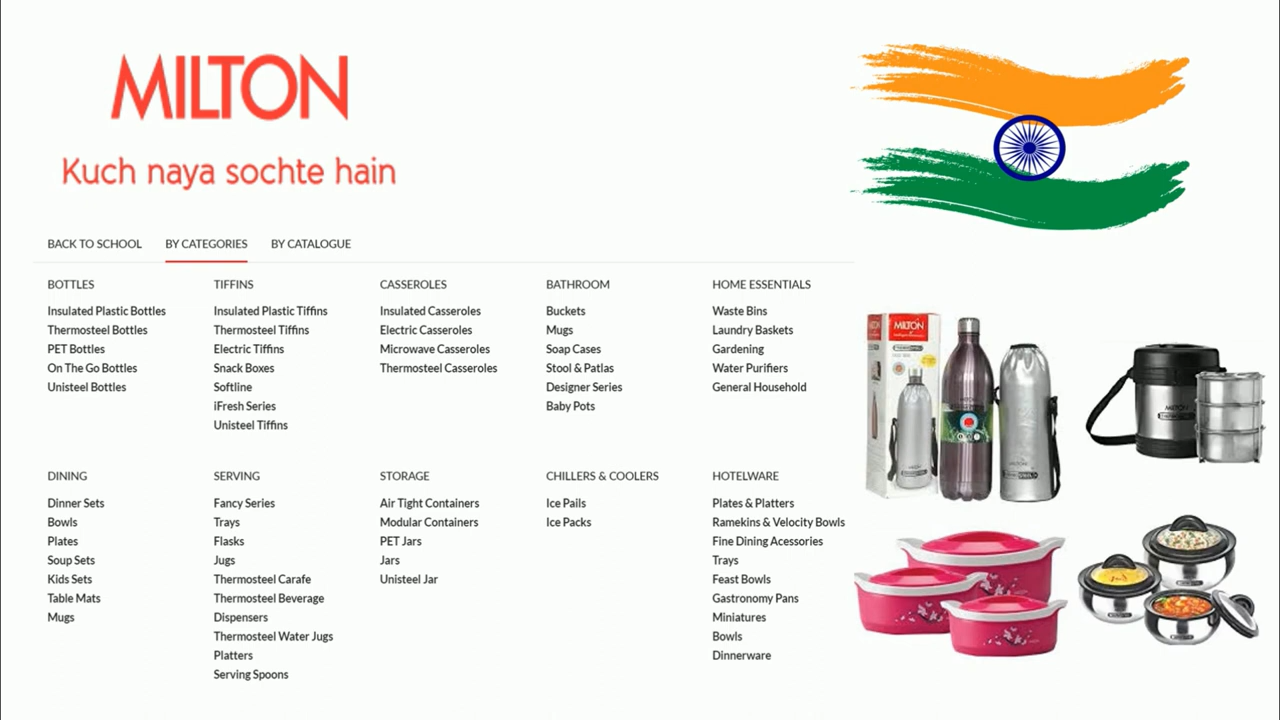 MILTON
Kuch naya sochte hain
BACK TO SCHOOL
BY CATEGORIES
BY CATALOGUE
BOTTLES
Insulated Plastic Bottles
Thermosteel Bottles
PET Bottles
On The Go Bottles
Unisteel Bottles
TIFFINS
Insulated Plastic Tiffins
Thermosteel Tiffins
Electric Tiffins
Snack Boxes
Softline
iFresh Series
Unisteel Tiffins
CASSEROLES
Insulated Casseroles
Electric Casseroles
Microwave Casseroles
Thermosteel Casseroles
BATHROOM
Buckets
Mugs
Soap Cases
Stool & Patlas
Designer Series
Baby Pots
HOME ESSENTIALS
Waste Bins
Laundry Baskets
Gardening
Water Purifiers
General Household
DINING
Dinner Sets
Bowls
Plates
Soup Sets
Kids Sets
Table Mats
Mugs
SERVING
Fancy Series
Trays
Flasks
Jugs
Thermosteel Carafe
Thermosteel Beverage
Dispensers
Thermosteel Water Jugs
Platters
Serving Spoons
STORAGE
Air Tight Containers
Modular Containers
PET Jars
Jars
Unisteel Jar
CHILLERS & COOLERS
Ice Pails
Ice Packs
HOTELWARE
Plates & Platters
Ramekins & Velocity Bowls
Fine Dining Acessories
Trays
Feast Bowls
Gastronomy Pans
Miniatures
Bowls
Dinnerware
MILTON